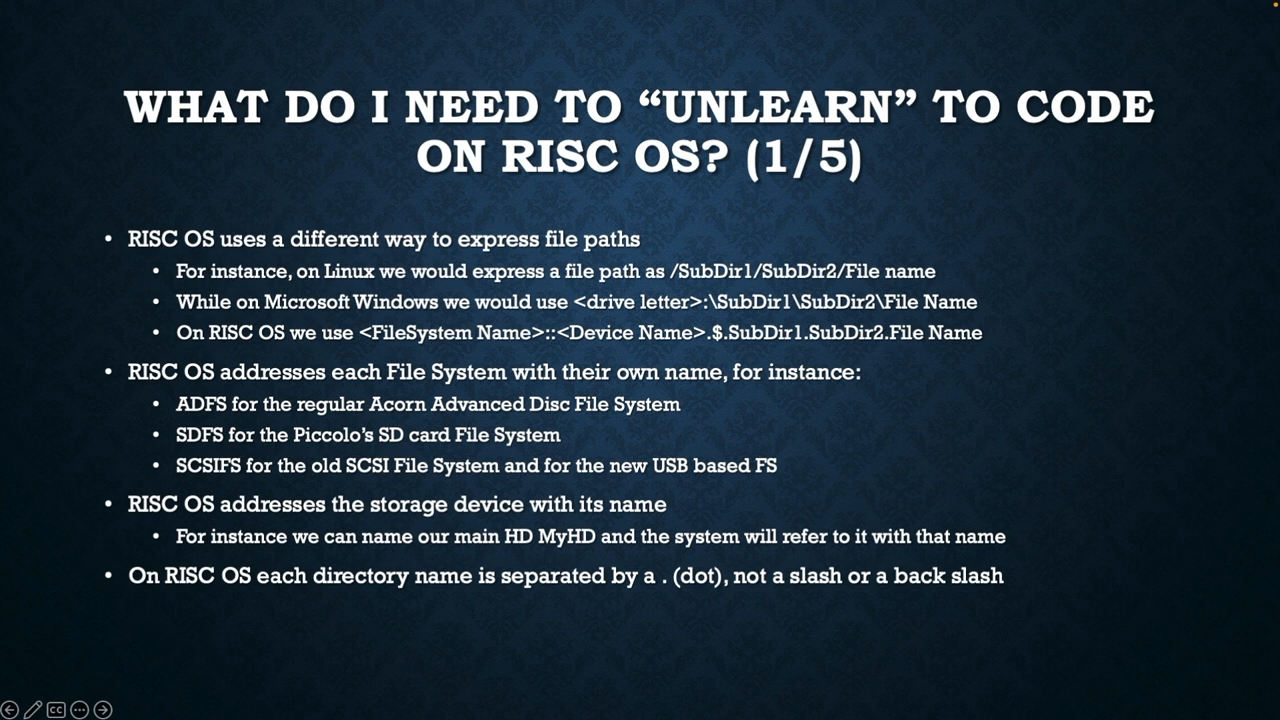 WHAT DO I NEED TO “UNLEARN” TO CODE
ON RISC OS? (1/5)
• RISC OS uses a different way to express file paths
• For instance, on Linux we would express a file path as /SubDir1/SubDir2/File name
• While on Microsoft Windows we would use <drive letter>:\SubDir1\SubDir2\File Name
• On RISC OS we use <FileSystem Name>::<Device Name>.$.SubDir1.SubDir2.File Name
• RISC OS addresses each File System with their own name, for instance:
• ADFS for the regular Acorn Advanced Disc File System
• SDFS for the Piccolo’s SD card File System
• SCSIFS for the old SCSI File System and for the new USB based FS
• RISC OS addresses the storage device with its name
• For instance we can name our main HD MyHD and the system will refer to it with that name
• On RISC OS each directory name is separated by a . (dot), not a slash or a back slash
CC